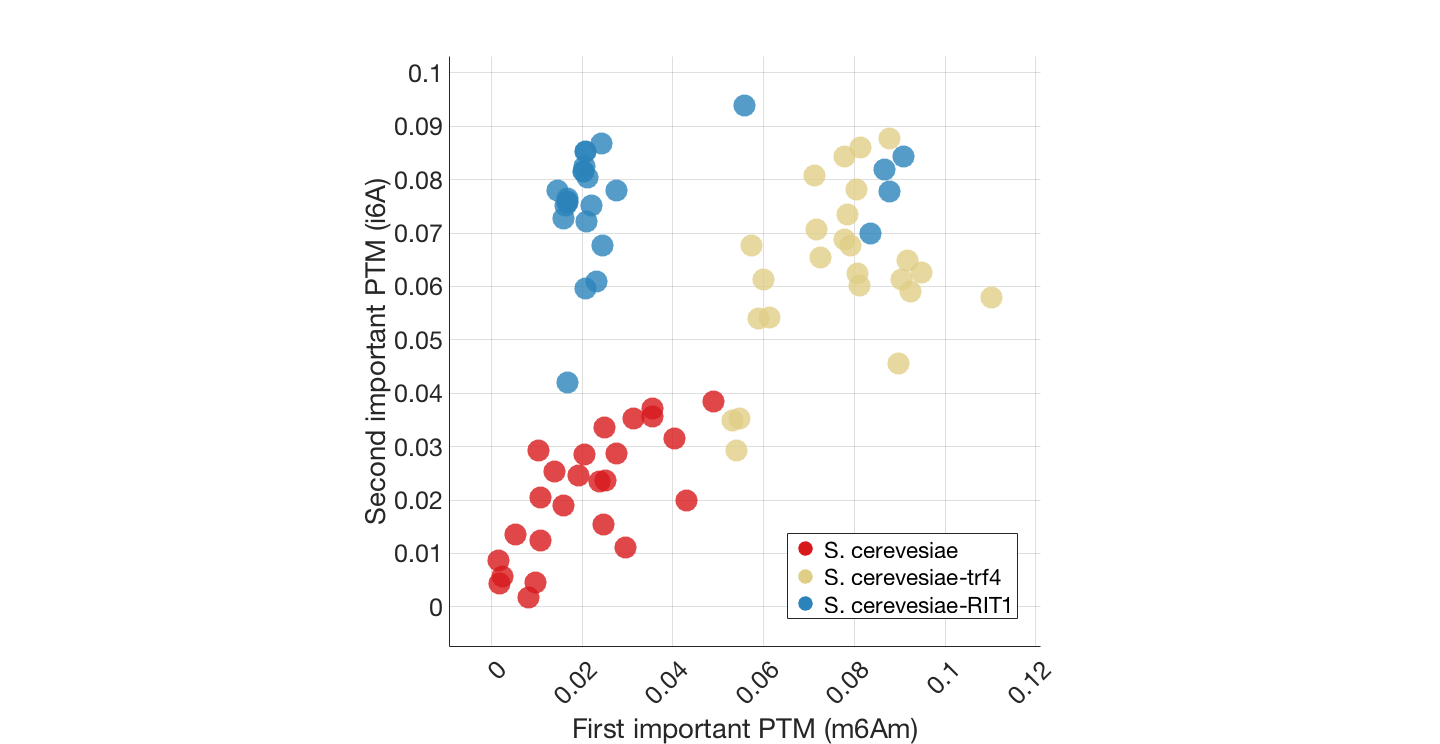 0.1
0.09
0.08
0.07
0.06
0.05
0.04
0.03
0.02
0.01
0
Second important PTM (i6A)
S. cerevesiae
S. cerevesiae-trf4
S. cerevesiae-RIT1
0 0.02 0.04 0.06 0.08 0.1 0.12
First important PTM (m6Am)